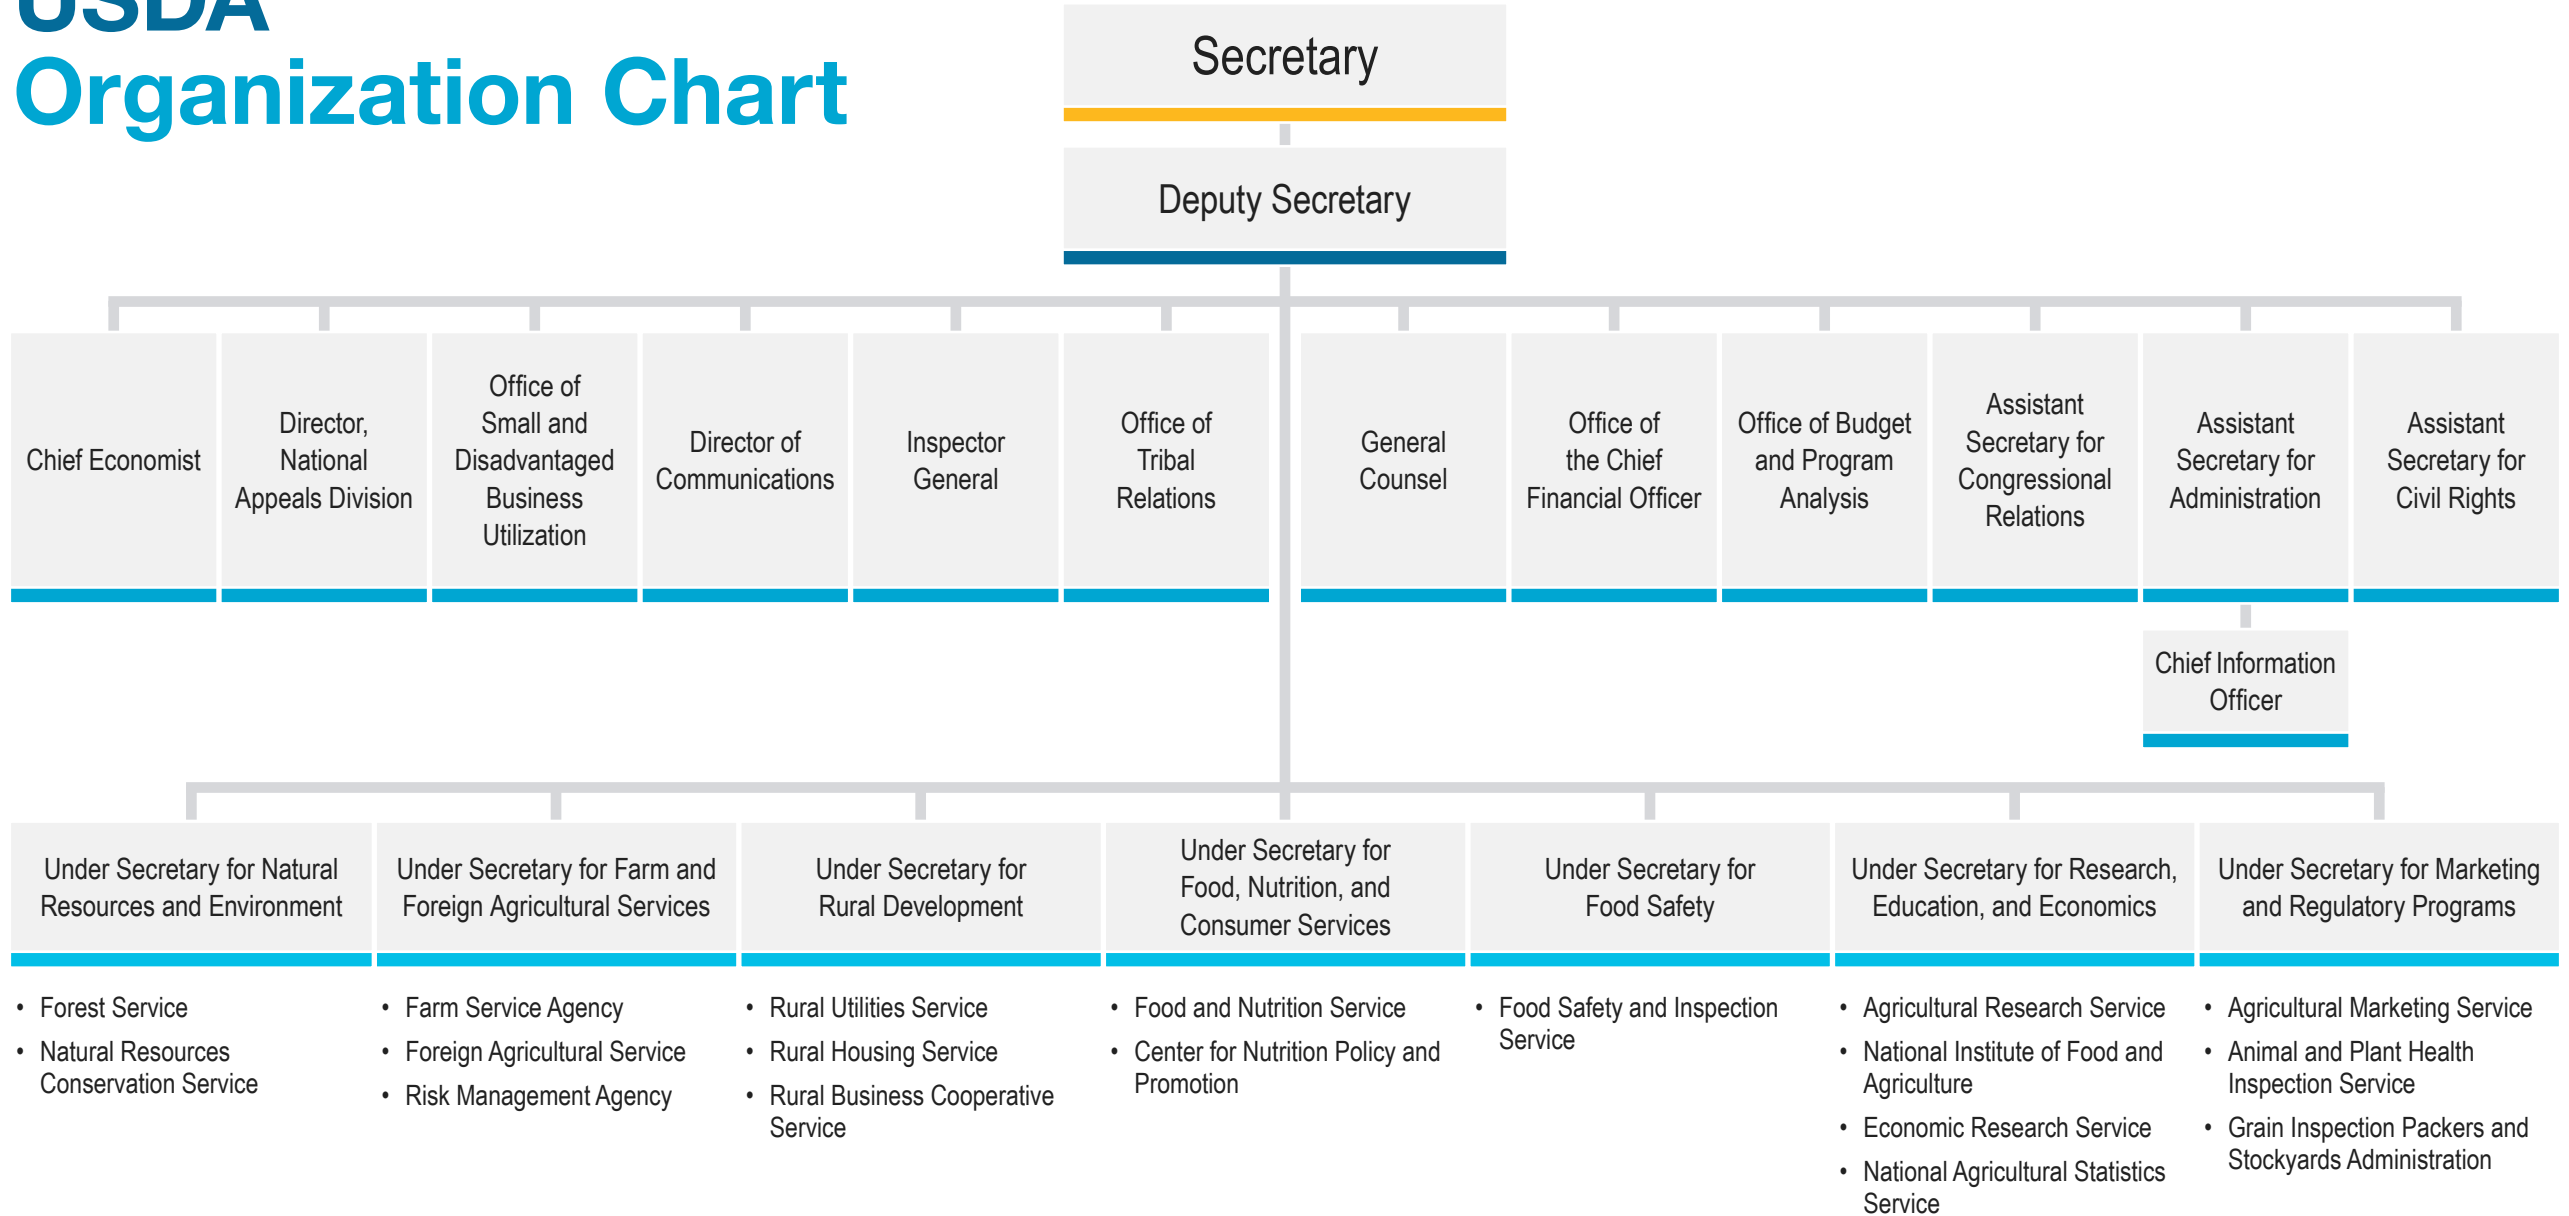 USDA
Organization Chart
Secretary
Deputy Secretary
Chief Economist
Director,
National
Appeals Division
Office of
Small and
Disadvantaged
Business
Utilization
Director of
Communications
Inspector
General
Office of
Tribal
Relations
General
Counsel
Office of
the Chief
Financial Officer
Office of Budget
and Program
Analysis
Assistant
Secretary for
Congressional
Relations
Assistant
Secretary for
Administration
Assistant
Secretary for
Civil Rights
Chief Information
Officer
Under Secretary for Natural
Resources and Environment
• Forest Service
• Natural Resources
Conservation Service
Under Secretary for Farm and
Foreign Agricultural Services
• Farm Service Agency
• Foreign Agricultural Service
• Risk Management Agency
Under Secretary for
Rural Development
• Rural Utilities Service
• Rural Housing Service
• Rural Business Cooperative
Service
Under Secretary for
Food, Nutrition, and
Consumer Services
• Food and Nutrition Service
• Center for Nutrition Policy and
Promotion
Under Secretary for
Food Safety
• Food Safety and Inspection
Service
Under Secretary for Research,
Education, and Economics
• Agricultural Research Service
• National Institute of Food and
Agriculture
• Economic Research Service
• National Agricultural Statistics
Service
Under Secretary for Marketing
and Regulatory Programs
• Agricultural Marketing Service
• Animal and Plant Health
Inspection Service
• Grain Inspection Packers and
Stockyards Administration